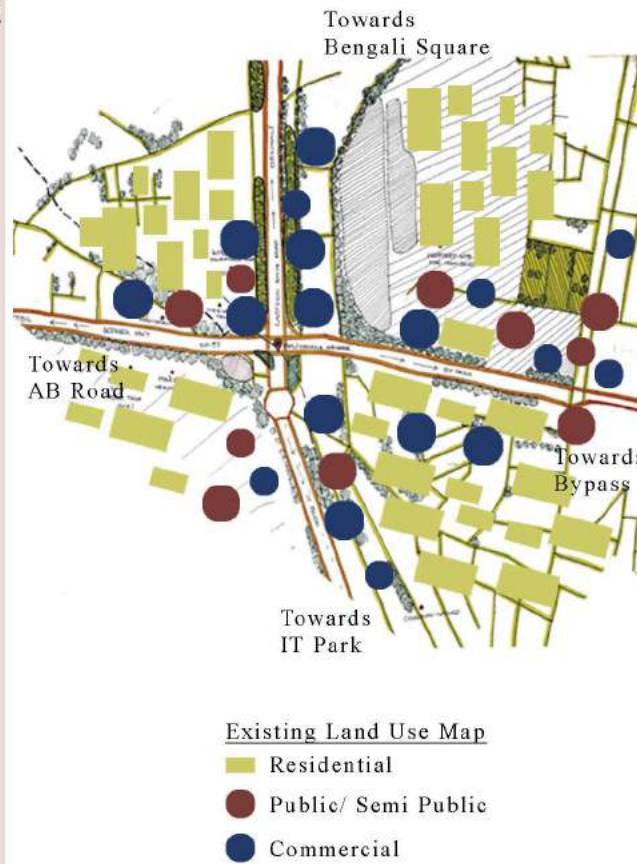 Towards
Bengali Square
Towards
AB Road
Towards
Bypass
Towards
IT Park
Existing Land Use Map
Residential
Public/ Semi Public
Commercial